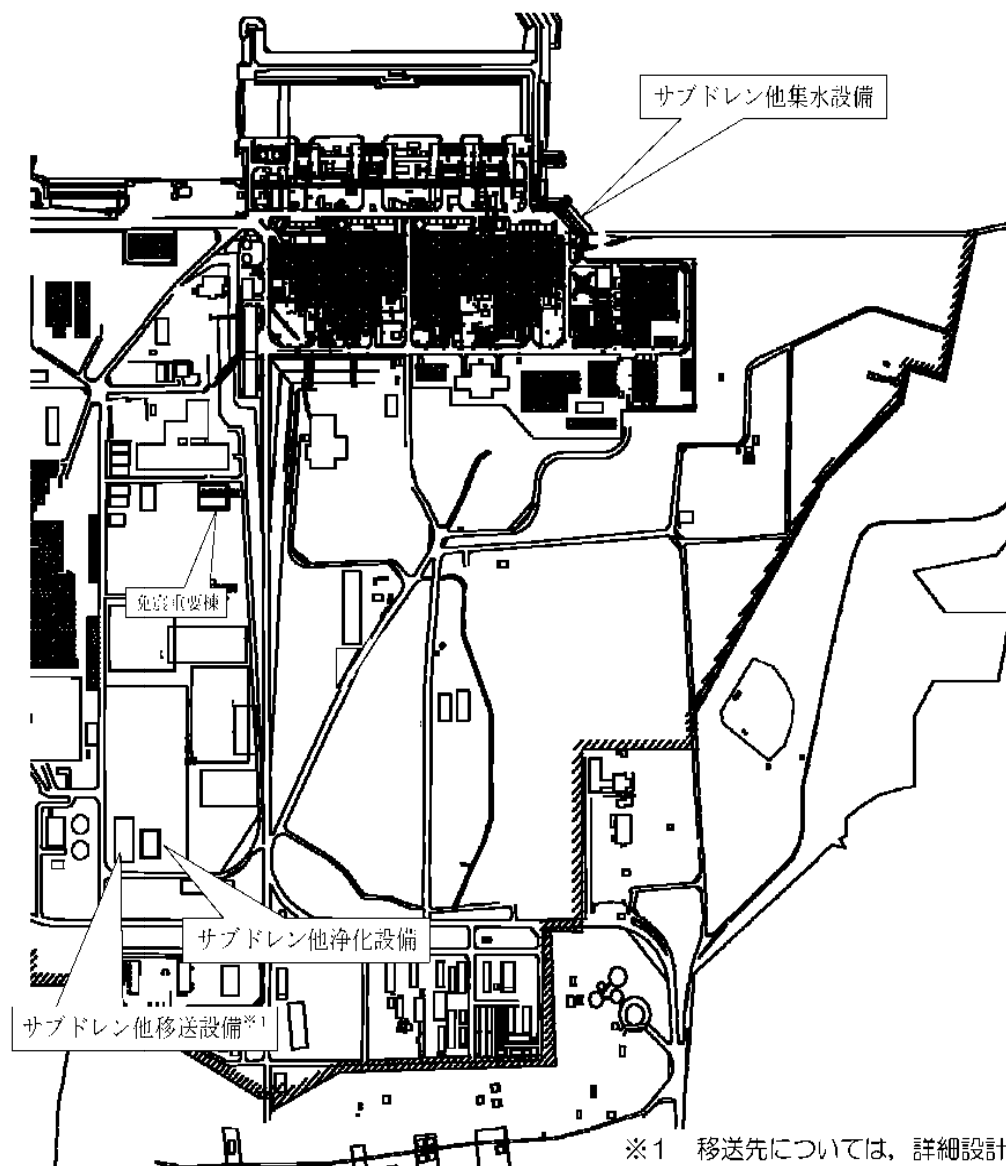 サブドレン他集水設備
免震重要棟
サブドレン他浄化設備
サブドレン他移送設備※1
※1 移送先については，詳細設計